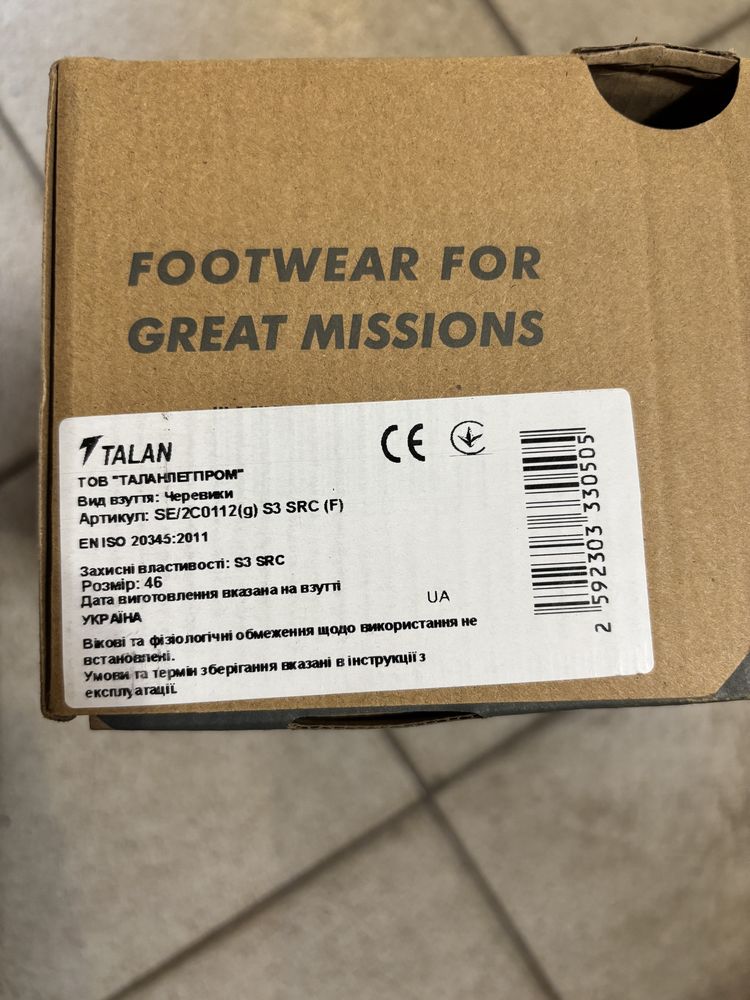 FOOTWEAR FOR
GREAT MISSIONS
TALAN
CE
ТОВ "ТАЛАНЛЕГПРОМ"
Вид взуття: Черевики
Артикул: SE/2C0112(g) S3 SRC (F)
EN ISO 20345:2011
Захисні властивості: S3 SRC
Розмір: 46
Дата виготовлення вказана на взутті
UA
УКРАЇНА
Вікові та фізіологічні обмеження щодо використання не
встановлені.
Умови та термін зберігання вказані в інструкції з
експлуатації.
2 592303 330505